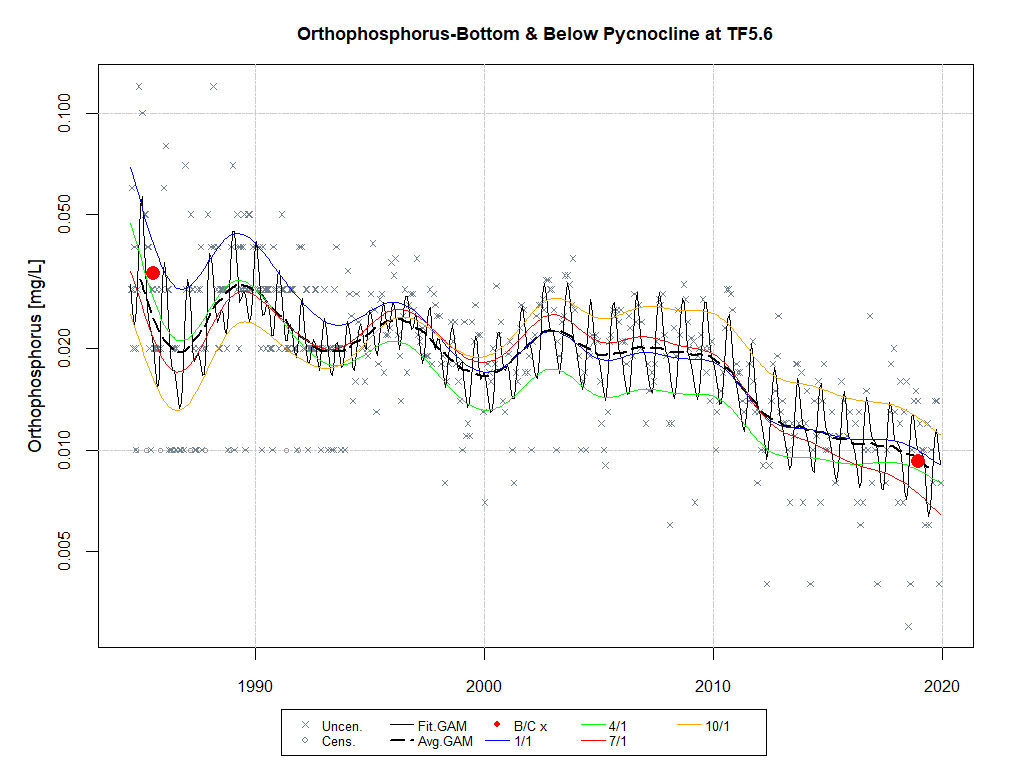 Orthophosphorus-Bottom & Below Pycnocline at TF5.6
Orthophosphorus [mg/L]
0.100
0.050
0.020
0.010
0.005
1990 2000 2010 2020
Uncen. Fit.GAM B/C x 4/1 10/1
Cens. Avg.GAM 1/1 7/1